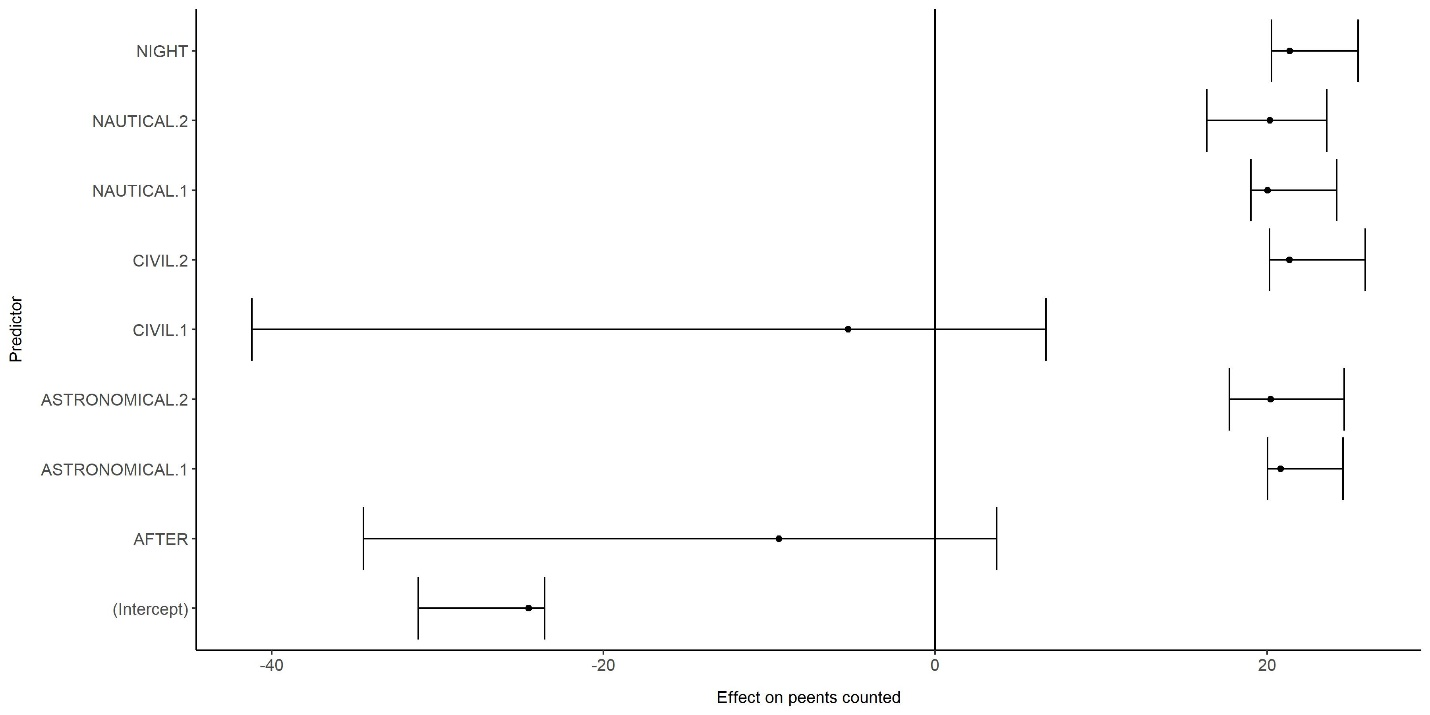 NIGHT
NAUTICAL.2
NAUTICAL.1
CIVIL.2
CIVIL.1
ASTRONOMICAL.2
ASTRONOMICAL.1
AFTER
(Intercept)
Predictor
-40 -20 0 20
Effect on peents counted